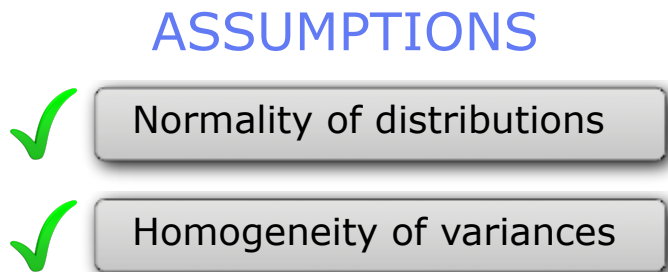 ASSUMPTIONS
Normality of distributions
Homogeneity of variances